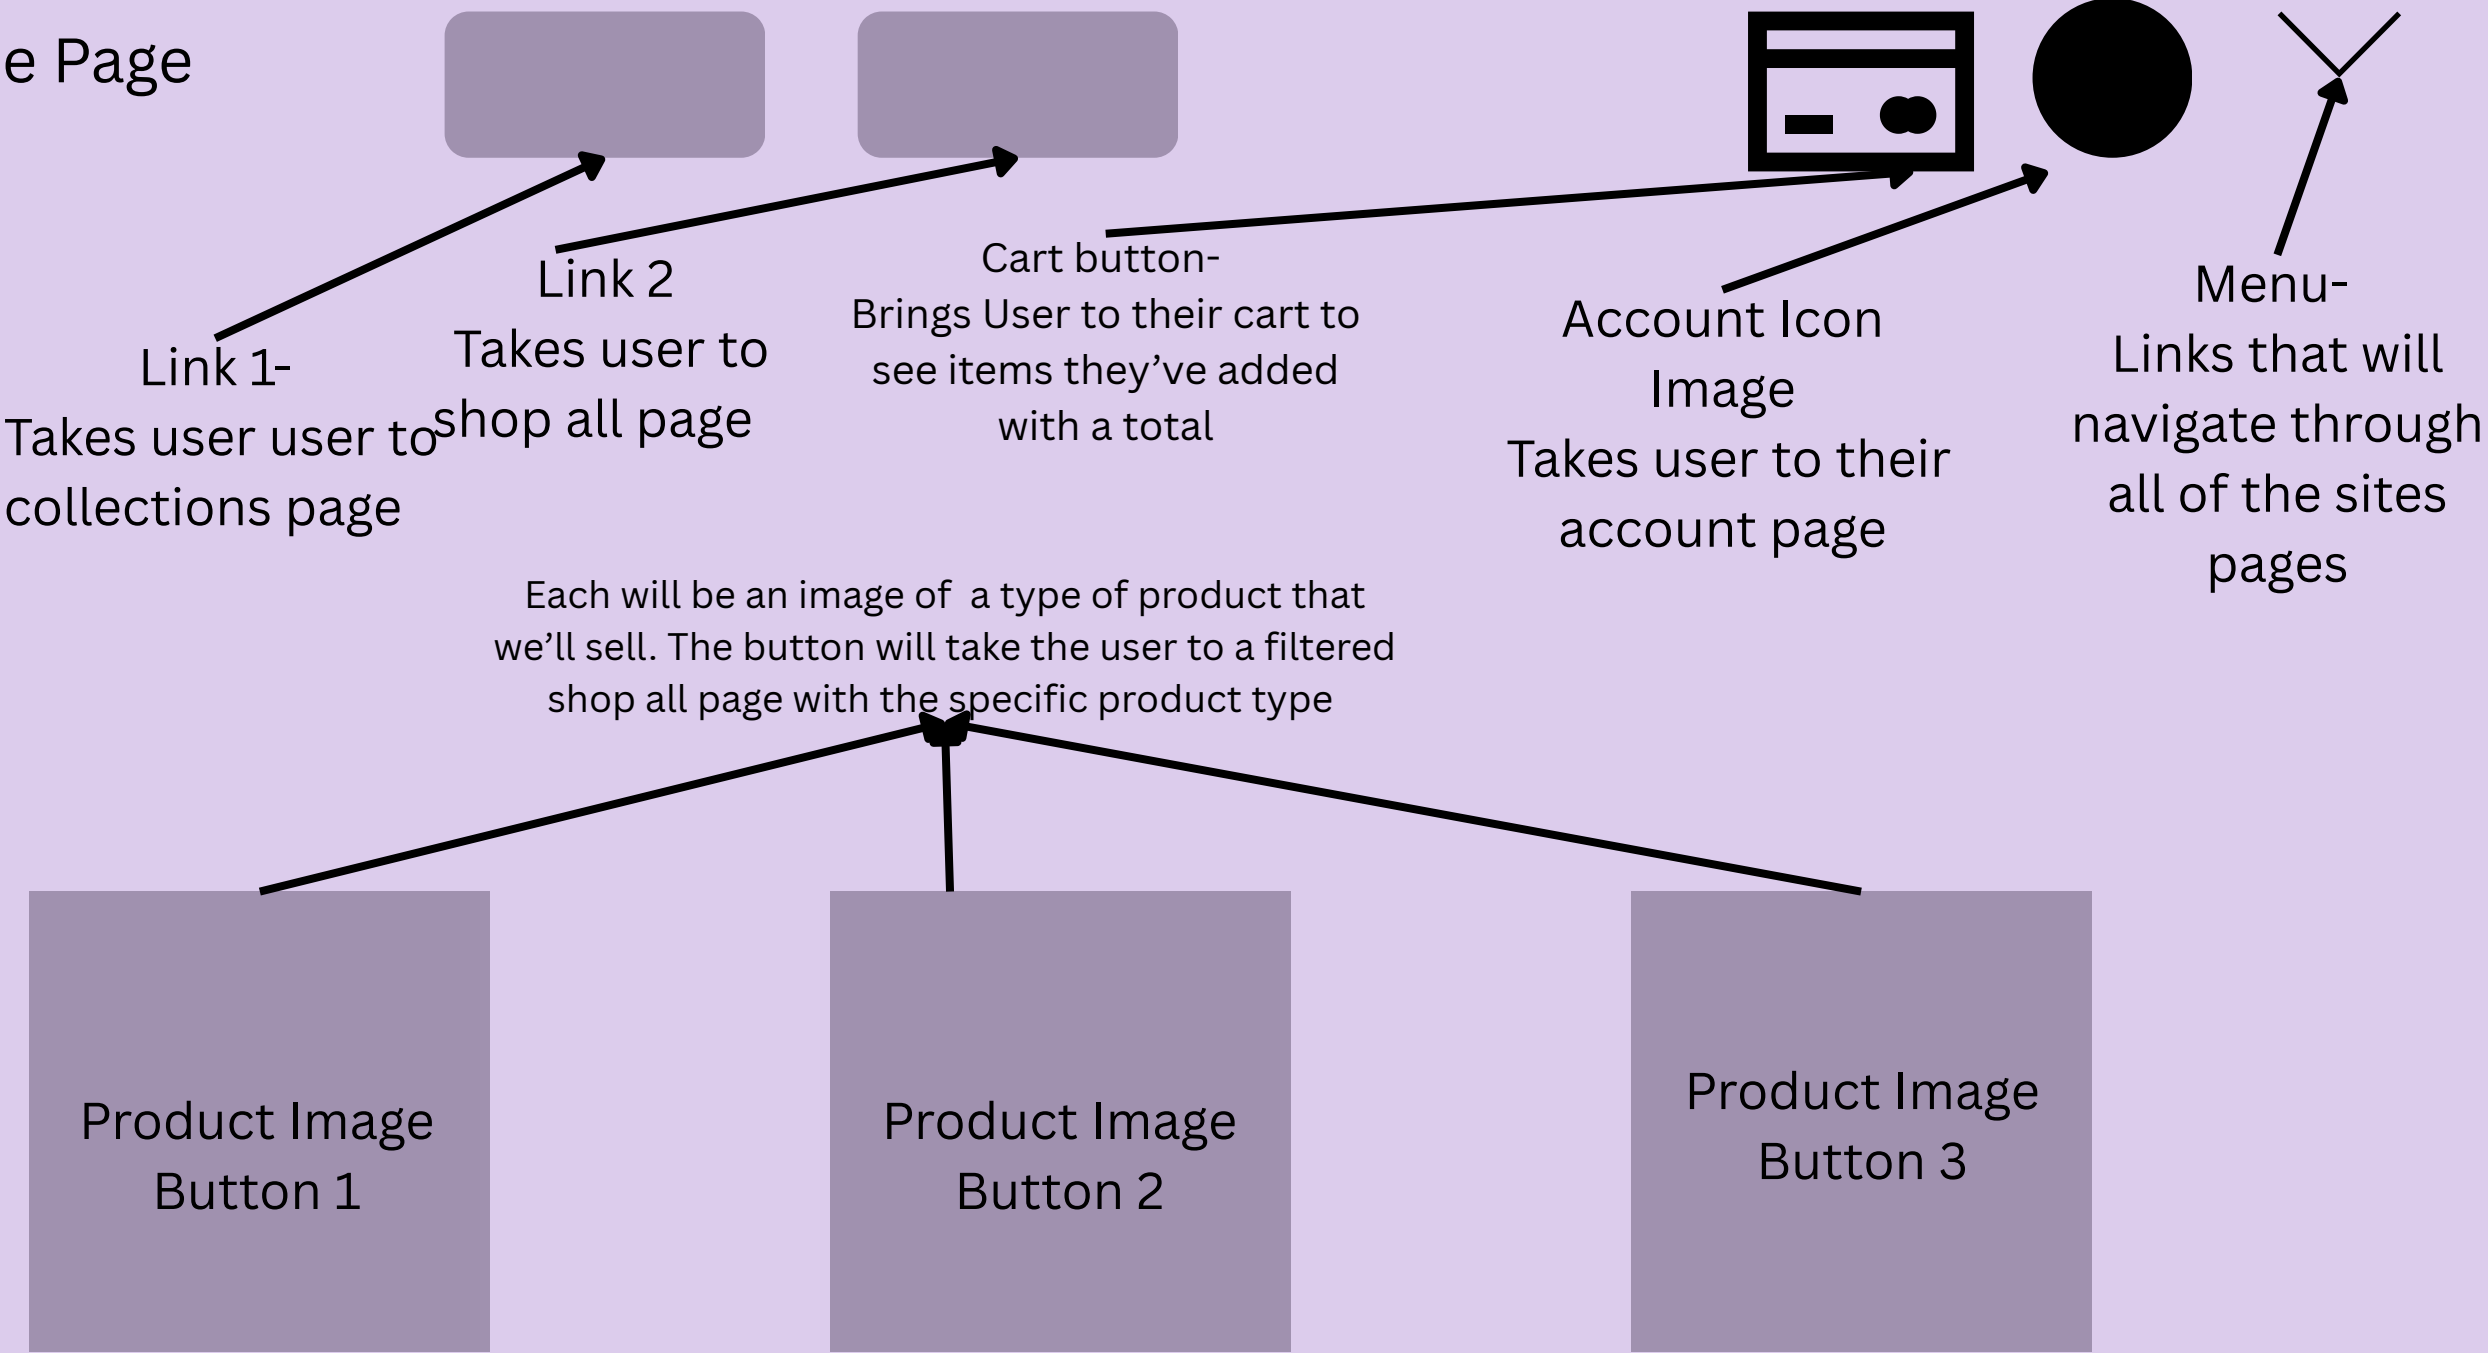 e Page
Link 1-
Takes user user to
collections page
Link 2
Takes user to
shop all page
Cart button-
Brings User to their cart to
see items they’ve added
with a total
Account Icon
Image
Takes user to their
account page
Menu-
Links that will
navigate through
all of the sites
pages
Each will be an image of  a type of product that
we’ll sell. The button will take the user to a filtered
shop all page with the specific product type
Product Image
Button 1
Product Image
Button 2
Product Image
Button 3